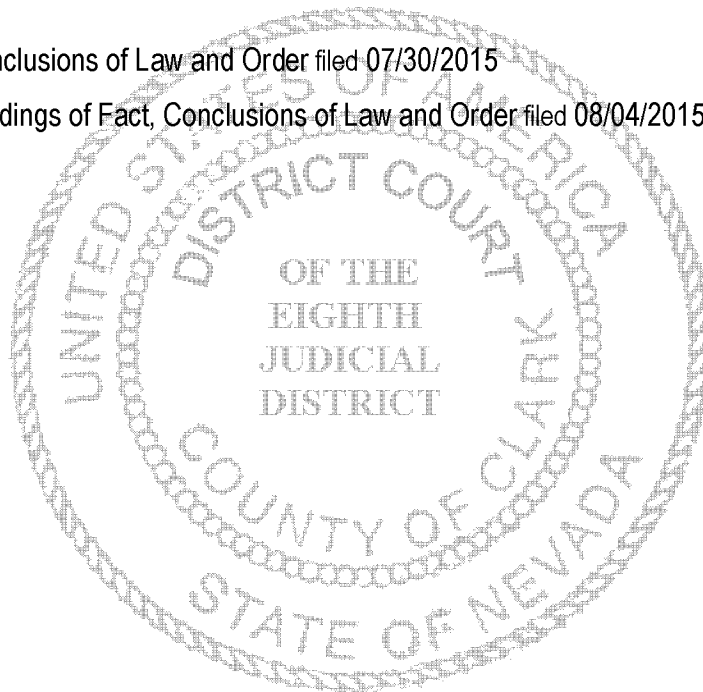 nclusions of Law and Order filed 07/30/2015
dings of Fact, Conclusions of Law and Order filed 08/04/2015
UNITED STATES OF AMERICA
DISTRICT COURT
OF THE
EIGHTH
JUDICIAL
DISTRICT
COUNTY OF CLARK
STATE OF NEVADA